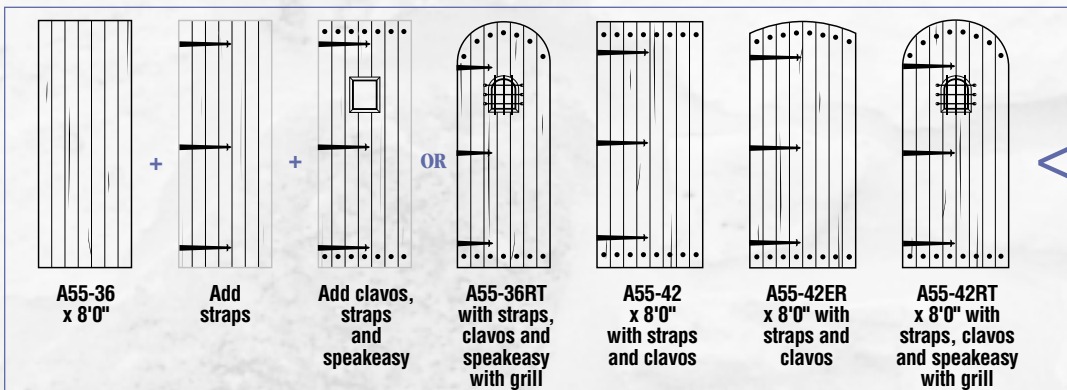 +
+
OR
<
A55-36
x 8'0"
Add
straps
Add clavos,
straps
and
speakeasy
A55-36RT
with straps,
clavos and
speakeasy
with grill
A55-42
x 8'0"
with straps
and clavos
A55-42ER
x 8'0" with
straps and
clavos
A55-42RT
x 8'0" with
straps, clavos
and speakeasy
with grill